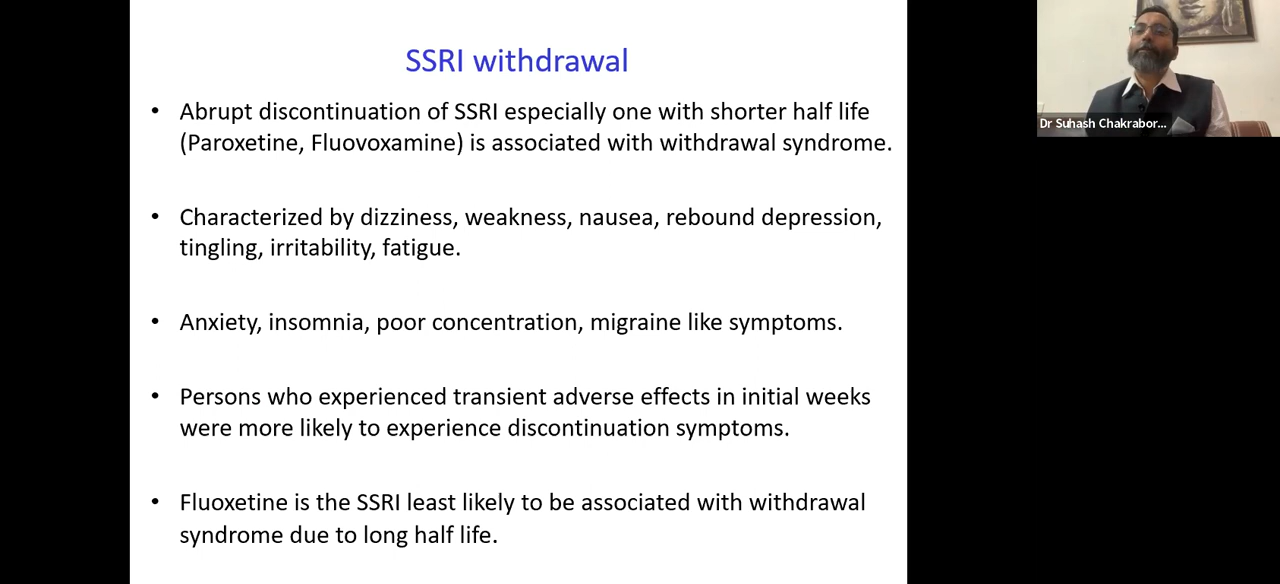 SSRI withdrawal
• Abrupt discontinuation of SSRI especially one with shorter half life
(Paroxetine, Fluovoxamine) is associated with withdrawal syndrome.
• Characterized by dizziness, weakness, nausea, rebound depression,
tingling, irritability, fatigue.
• Anxiety, insomnia, poor concentration, migraine like symptoms.
• Persons who experienced transient adverse effects in initial weeks
were more likely to experience discontinuation symptoms.
• Fluoxetine is the SSRI least likely to be associated with withdrawal
syndrome due to long half life.
Dr Suhash Chakrabor...